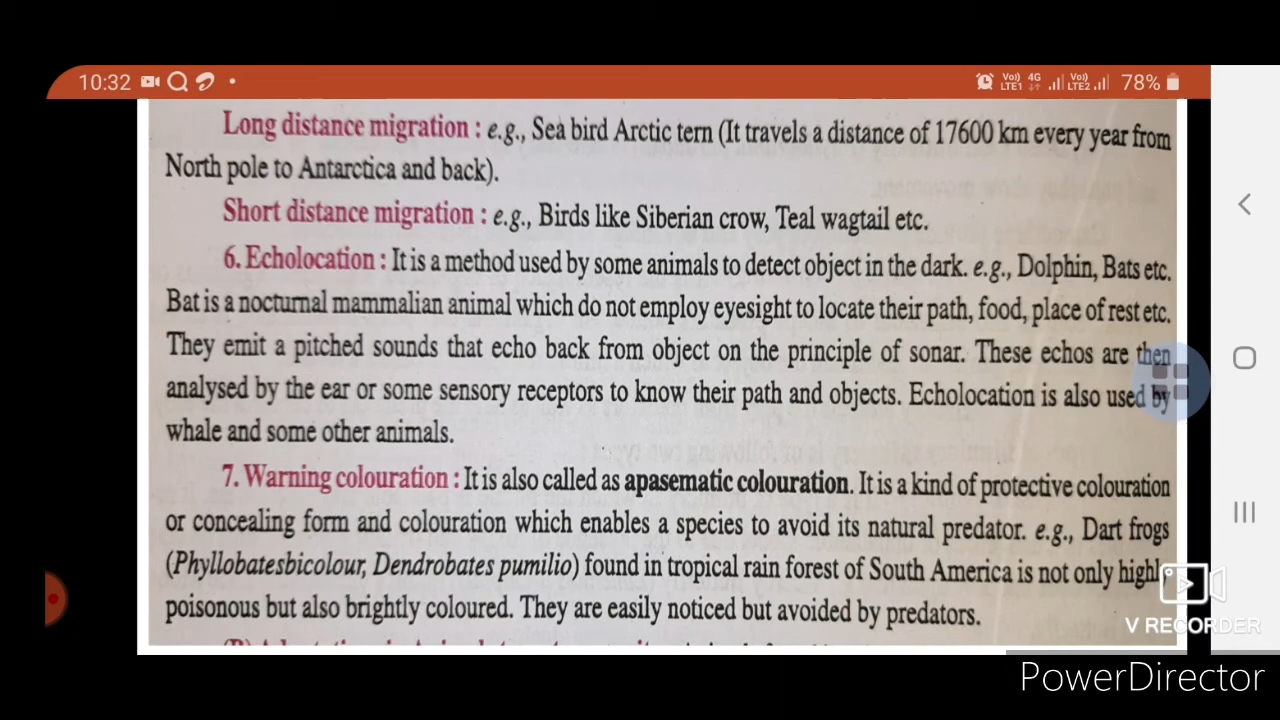 10:32
Vo)) LTE1 4G Vo)) LTE2 78%
Long distance migration : e.g., Sea bird Arctic tern (It travels a distance of 17600 km every year from
North pole to Antarctica and back).
Short distance migration : e.g., Birds like Siberian crow, Teal wagtail etc.
6. Echolocation : It is a method used by some animals to detect object in the dark. e.g., Dolphin, Bats etc.
Bat is a nocturnal mammalian animal which do not employ eyesight to locate their path, food, place of rest etc.
They emit a pitched sounds that echo back from object on the principle of sonar. These echos are then
analysed by the ear or some sensory receptors to know their path and objects. Echolocation is also used by
whale and some other animals.
7. Warning colouration : It is also called as apasematic colouration. It is a kind of protective colouration
or concealing form and colouration which enables a species to avoid its natural predator. e.g., Dart frogs
(Phyllobatesbicolour, Dendrobates pumilio) found in tropical rain forest of South America is not only highly
poisonous but also brightly coloured. They are easily noticed but avoided by predators.
V RECORDER
PowerDirector